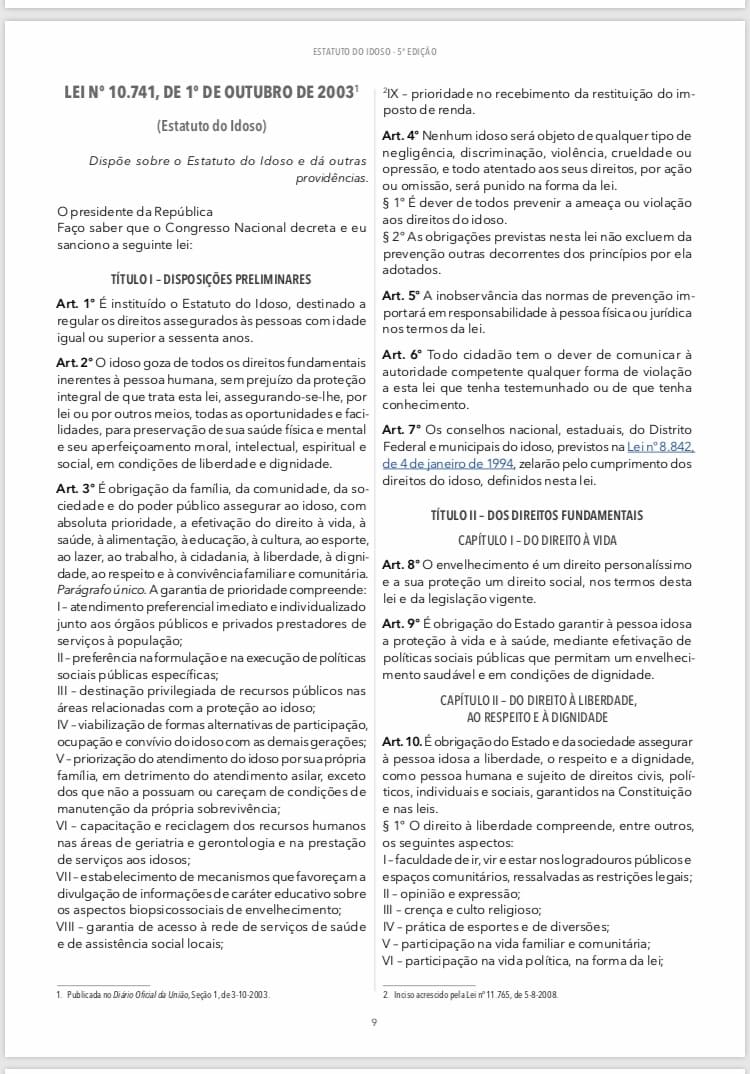 ESTATUTO DO IDOSO - 5ª EDIÇÃO
LEI Nº 10.741, DE 1º DE OUTUBRO DE 2003¹
(Estatuto do Idoso)
Dispõe sobre o Estatuto do Idoso e dá outras
providências.
O presidente da República
Faço saber que o Congresso Nacional decreta e eu
sanciono a seguinte lei:
TÍTULO I – DISPOSIÇÕES PRELIMINARES
Art. 1º É instituído o Estatuto do Idoso, destinado a
regular os direitos assegurados às pessoas com idade
igual ou superior a sessenta anos.
Art. 2º O idoso goza de todos os direitos fundamentais
inerentes à pessoa humana, sem prejuízo da proteção
integral de que trata esta lei, assegurando-se-lhe, por
lei ou por outros meios, todas as oportunidades e faci-
lidades, para preservação de sua saúde física e mental
e seu aperfeiçoamento moral, intelectual, espiritual e
social, em condições de liberdade e dignidade.
Art. 3º É obrigação da família, da comunidade, da so-
ciedade e do poder público assegurar ao idoso, com
absoluta prioridade, a efetivação do direito à vida, à
saúde, à alimentação, à educação, à cultura, ao esporte,
ao lazer, ao trabalho, à cidadania, à liberdade, à digni-
dade, ao respeito e à convivência familiar e comunitária.
Parágrafo único. A garantia de prioridade compreende:
I – atendimento preferencial imediato e individualizado
junto aos órgãos públicos e privados prestadores de
serviços à população;
II – preferência na formulação e na execução de políticas
sociais públicas específicas;
III – destinação privilegiada de recursos públicos nas
áreas relacionadas com a proteção ao idoso;
IV – viabilização de formas alternativas de participação,
ocupação e convívio do idoso com as demais gerações;
V – priorização do atendimento do idoso por sua própria
família, em detrimento do atendimento asilar, exceto
dos que não a possuam ou careçam de condições de
manutenção da própria sobrevivência;
VI – capacitação e reciclagem dos recursos humanos
nas áreas de geriatria e gerontologia e na prestação
de serviços aos idosos;
VII – estabelecimento de mecanismos que favoreçam a
divulgação de informações de caráter educativo sobre
os aspectos biopsicossociais de envelhecimento;
VIII – garantia de acesso à rede de serviços de saúde
e de assistência social locais;
1. Publicada no Diário Oficial da União, Seção 1, de 3-10-2003.
²IX – prioridade no recebimento da restituição do im-
posto de renda.
Art. 4º Nenhum idoso será objeto de qualquer tipo de
negligência, discriminação, violência, crueldade ou
opressão, e todo atentado aos seus direitos, por ação
ou omissão, será punido na forma da lei.
§ 1º É dever de todos prevenir a ameaça ou violação
aos direitos do idoso.
§ 2º As obrigações previstas nesta lei não excluem da
prevenção outras decorrentes dos princípios por ela
adotados.
Art. 5º A inobservância das normas de prevenção im-
portará em responsabilidade à pessoa física ou jurídica
nos termos da lei.
Art. 6º Todo cidadão tem o dever de comunicar à
autoridade competente qualquer forma de violação
a esta lei que tenha testemunhado ou de que tenha
conhecimento.
Art. 7º Os conselhos nacional, estaduais, do Distrito
Federal e municipais do idoso, previstos na Lei nº 8.842,
de 4 de janeiro de 1994, zelarão pelo cumprimento dos
direitos do idoso, definidos nesta lei.
TÍTULO II – DOS DIREITOS FUNDAMENTAIS
CAPÍTULO I – DO DIREITO À VIDA
Art. 8º O envelhecimento é um direito personalíssimo
e a sua proteção um direito social, nos termos desta
lei e da legislação vigente.
Art. 9º É obrigação do Estado garantir à pessoa idosa
a proteção à vida e à saúde, mediante efetivação de
políticas sociais públicas que permitam um envelheci-
mento saudável e em condições de dignidade.
CAPÍTULO II – DO DIREITO À LIBERDADE,
AO RESPEITO E À DIGNIDADE
Art. 10. É obrigação do Estado e da sociedade assegurar
à pessoa idosa a liberdade, o respeito e a dignidade,
como pessoa humana e sujeito de direitos civis, polí-
ticos, individuais e sociais, garantidos na Constituição
e nas leis.
§ 1º O direito à liberdade compreende, entre outros,
os seguintes aspectos:
I – faculdade de ir, vir e estar nos logradouros públicos e
espaços comunitários, ressalvadas as restrições legais;
II – opinião e expressão;
III – crença e culto religioso;
IV – prática de esportes e de diversões;
V – participação na vida familiar e comunitária;
VI – participação na vida política, na forma da lei;
2. Inciso acrescido pela Lei nº 11.765, de 5-8-2008.
9